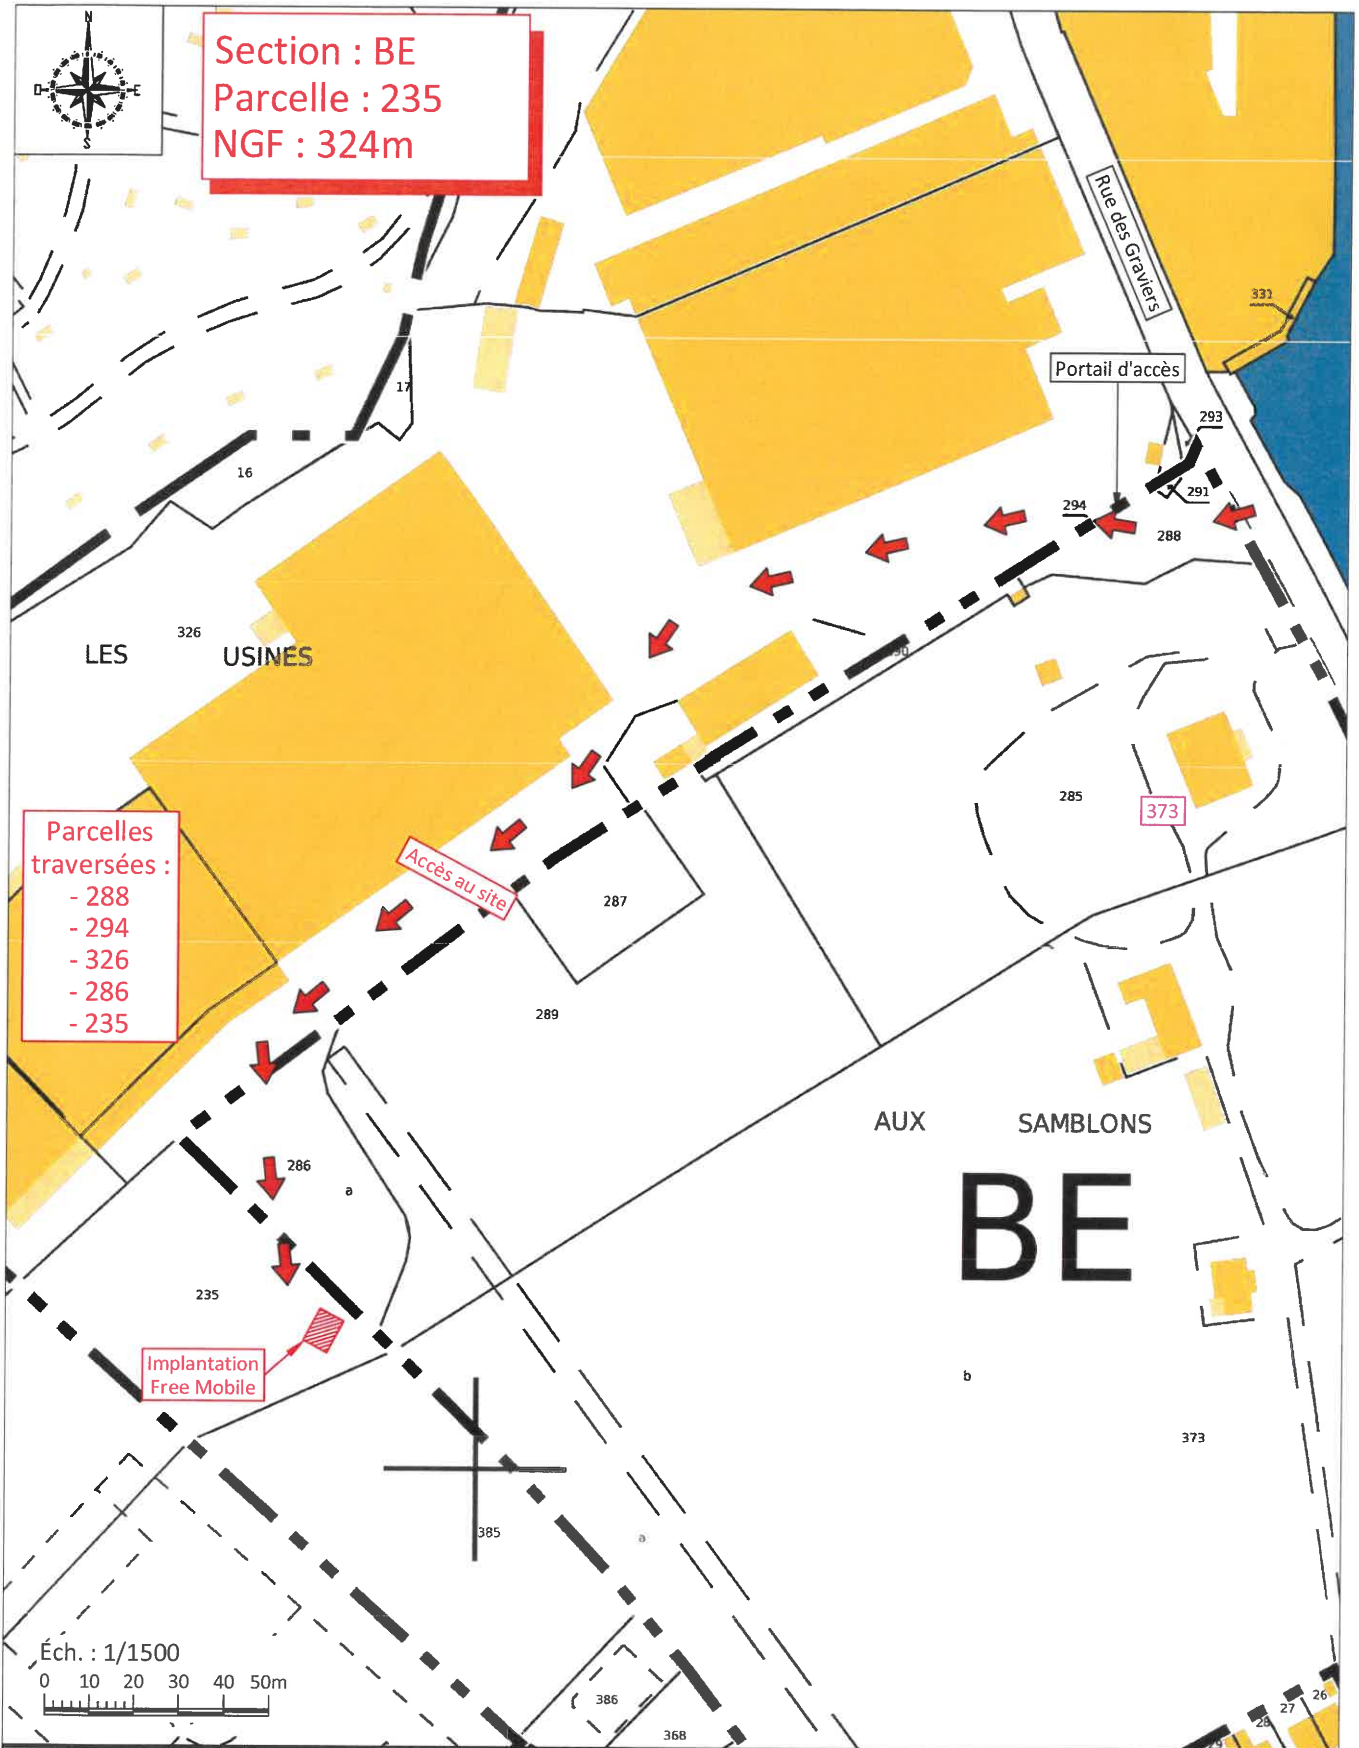 N
O
E
S
Section : BE
Parcelle : 235
NGF : 324m
Rue des Graviers
331
Portail d'accès
17
293
16
291
294
288
326
LES USINES
285
373
Parcelles
traversées :
- 288
- 294
- 326
- 286
- 235
Accès au site
287
289
AUX SAMBLONS
286
a
BE
235
Implantation
Free Mobile
b
373
385
a
Éch. : 1/1500
0 10 20 30 40 50m
386
368
26
27
28